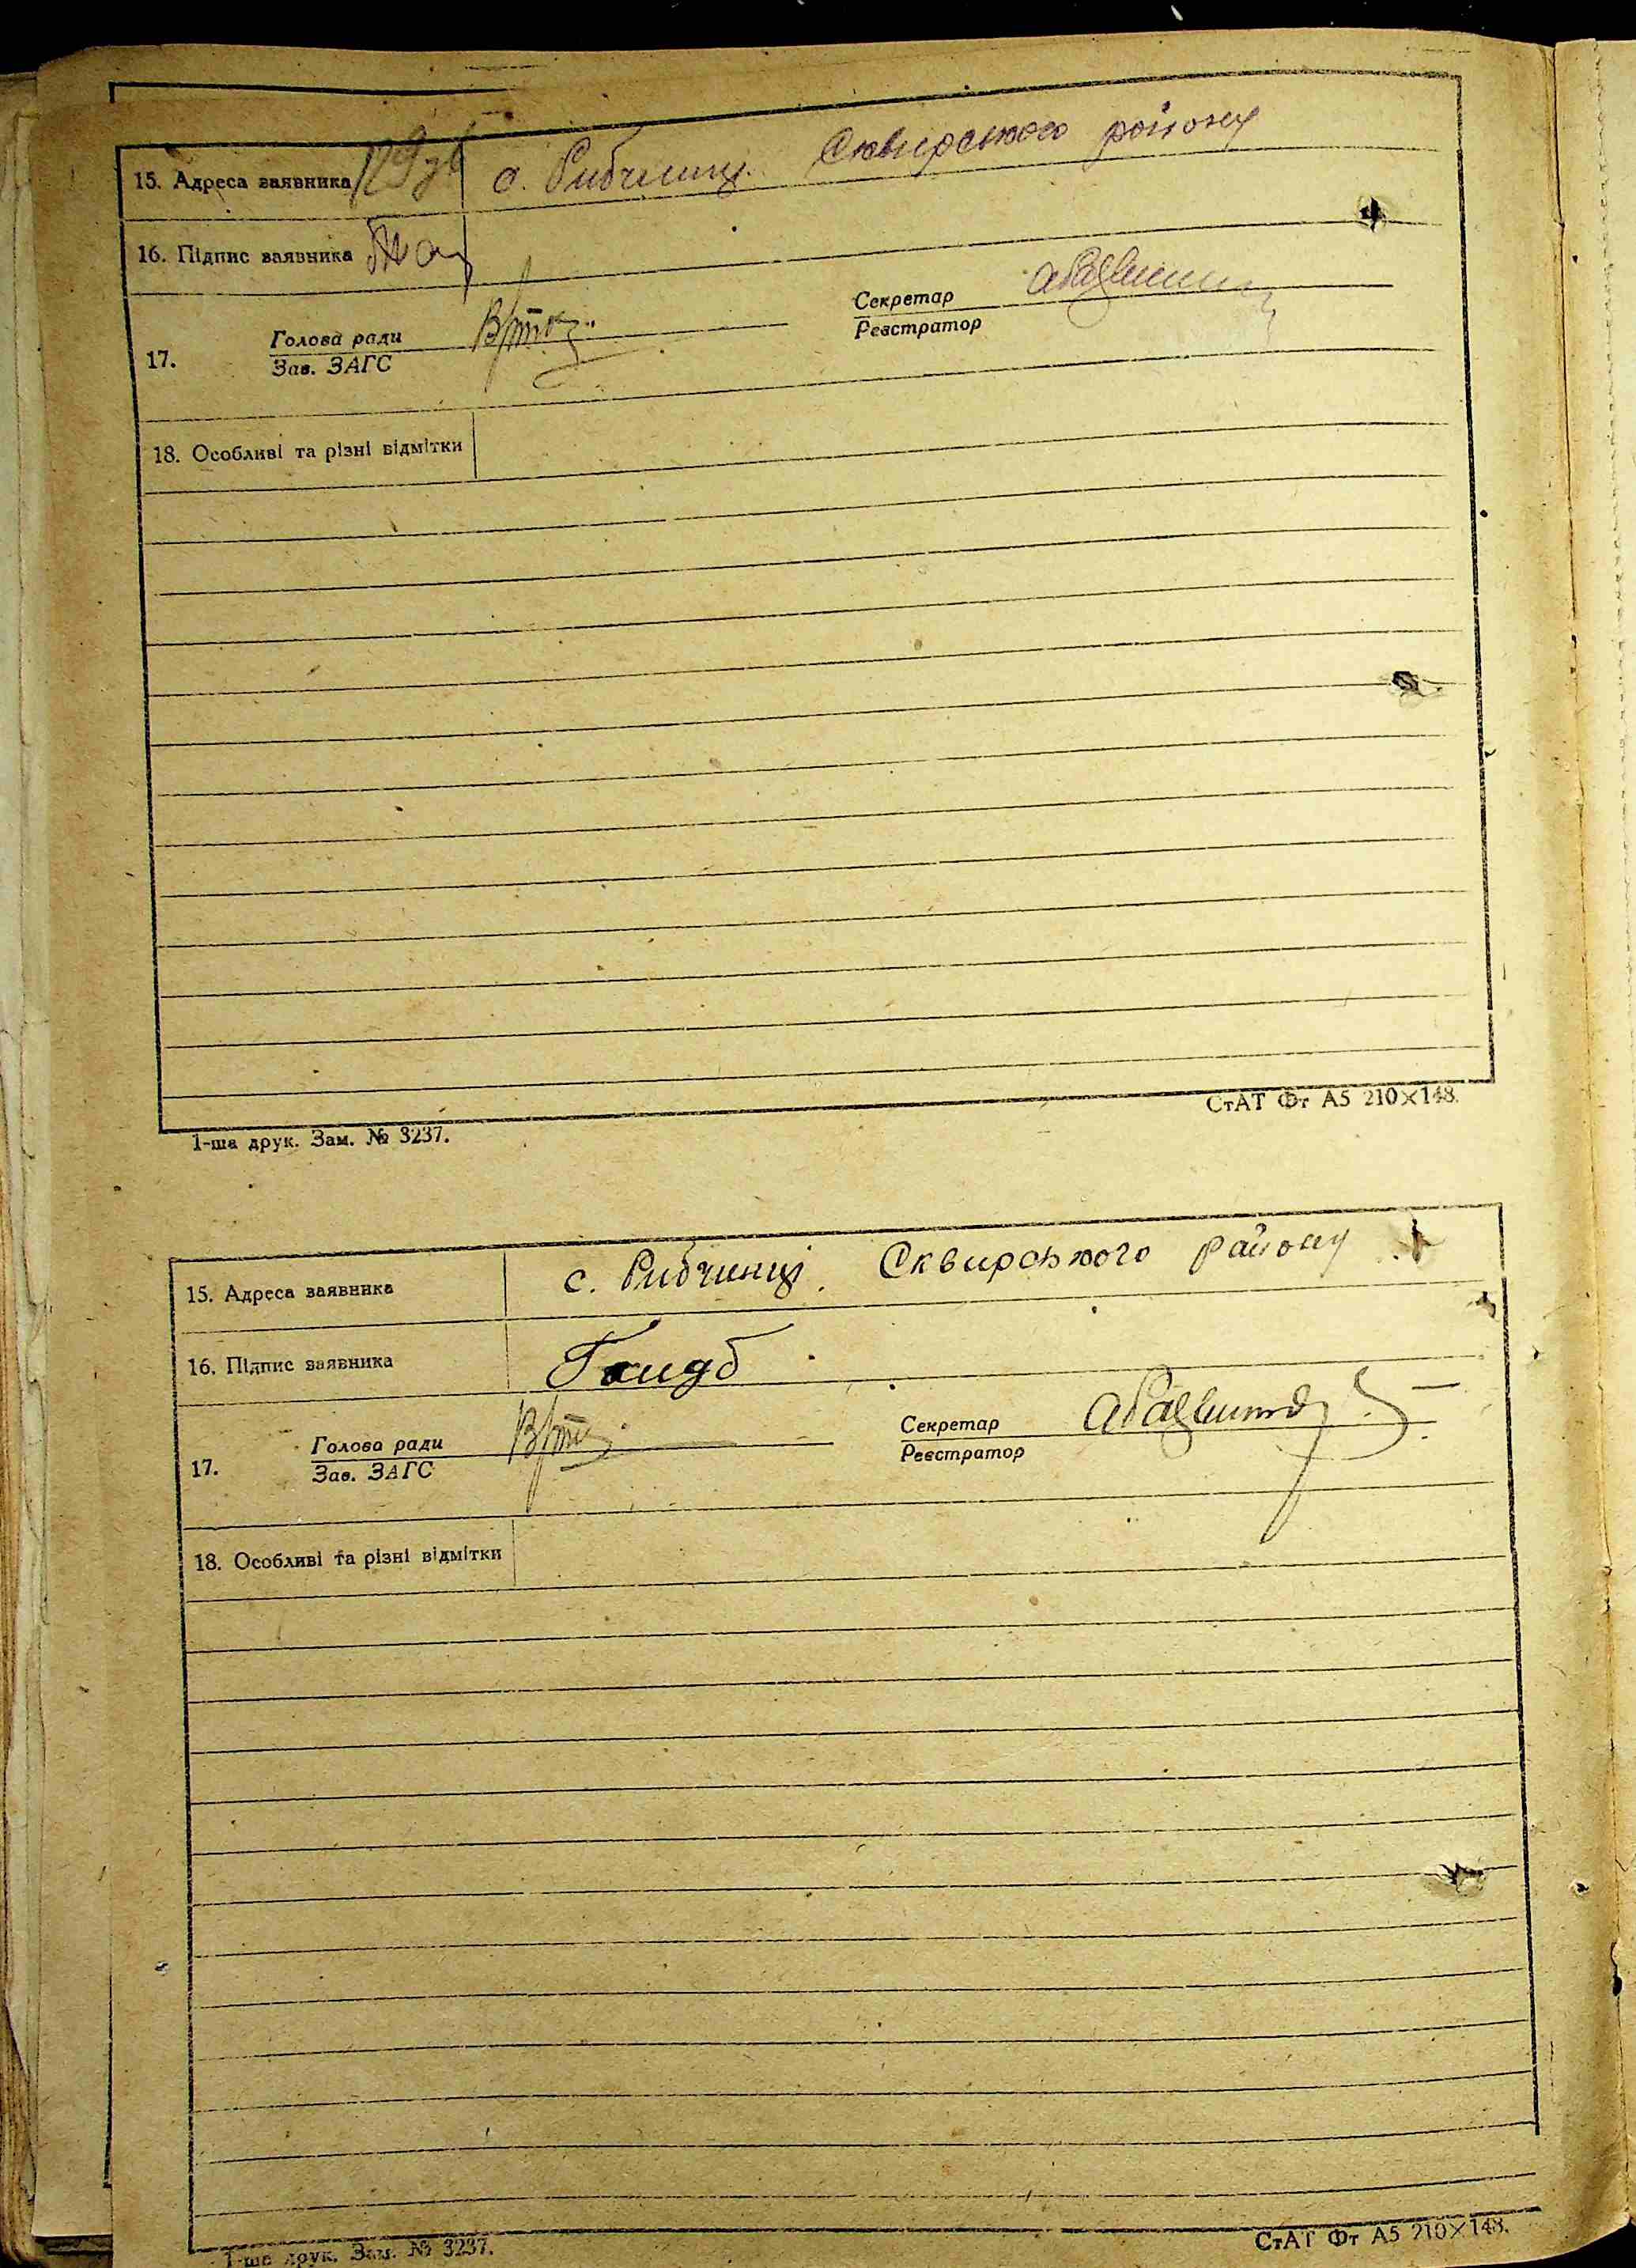 15. Адреса заявника с. Рибчинці. Сквирського району
16. Підпис заявника
Секретар
Голова ради
Реєстратор
17.
Зав. ЗАГС
18. Особливі та різні відмітки
СтАТ Фт А5 210×148.
1-ша друк. Зам. № 3237.
15. Адреса заявника с. Рибчинці. Сквирського району
16. Підпис заявника
Секретар
Голова ради
Реєстратор
17.
Зав. ЗАГС
18. Особливі та різні відмітки
СтАТ Фт А5 210×148.
1-ша друк. Зам. № 3237.